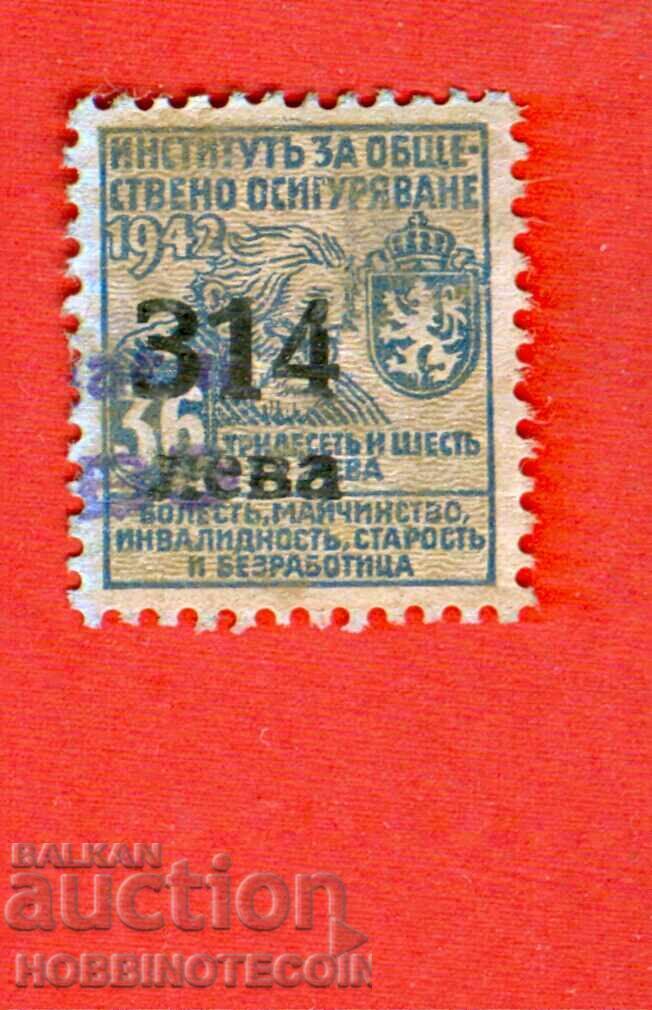 ИНСТИТУТЪ ЗА ОБЩЕ-
СТВЕНО ОСИГУРЯВАНЕ
1942
314
36
ТРИДЕСЕТЬ И ШЕСТЬ
ЛЕВА
лева
БОЛЕСТЬ, МАЙЧИНСТВО,
ИНВАЛИДНОСТЬ, СТАРОСТЬ
И БЕЗРАБОТИЦА
BALKAN
auction
HOBBINOTECOIN